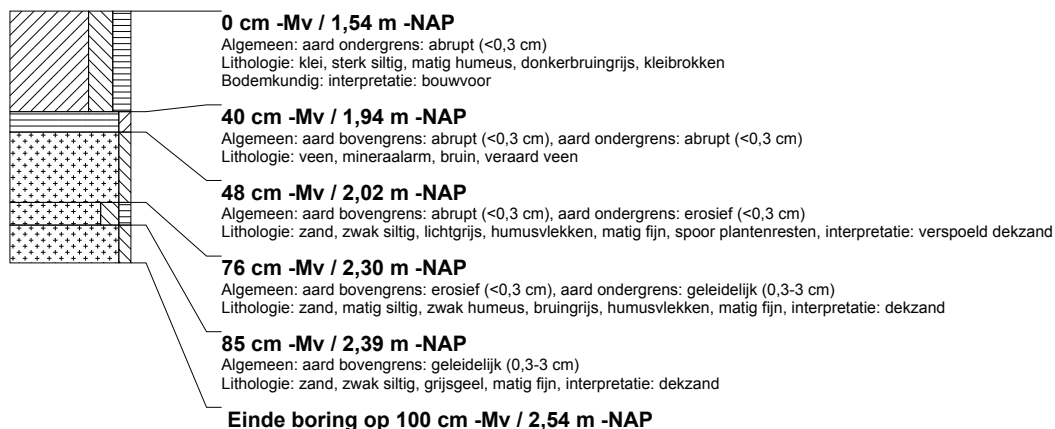 0 cm -Mv / 1,54 m -NAP
Algemeen: aard ondergrens: abrupt (<0,3 cm)
Lithologie: klei, sterk siltig, matig humeus, donkerbruingrijs, kleibrokken
Bodemkundig: interpretatie: bouwvoor
40 cm -Mv / 1,94 m -NAP
Algemeen: aard bovengrens: abrupt (<0,3 cm), aard ondergrens: abrupt (<0,3 cm)
Lithologie: veen, mineraalarm, bruin, veraard veen
48 cm -Mv / 2,02 m -NAP
Algemeen: aard bovengrens: abrupt (<0,3 cm), aard ondergrens: erosief (<0,3 cm)
Lithologie: zand, zwak siltig, lichtgrijs, humusvlekken, matig fijn, spoor plantenresten, interpretatie: verspoeld dekzand
76 cm -Mv / 2,30 m -NAP
Algemeen: aard bovengrens: erosief (<0,3 cm), aard ondergrens: geleidelijk (0,3-3 cm)
Lithologie: zand, matig siltig, zwak humeus, bruingrijs, humusvlekken, matig fijn, interpretatie: dekzand
85 cm -Mv / 2,39 m -NAP
Algemeen: aard bovengrens: geleidelijk (0,3-3 cm)
Lithologie: zand, zwak siltig, grijsgeel, matig fijn, interpretatie: dekzand
Einde boring op 100 cm -Mv / 2,54 m -NAP